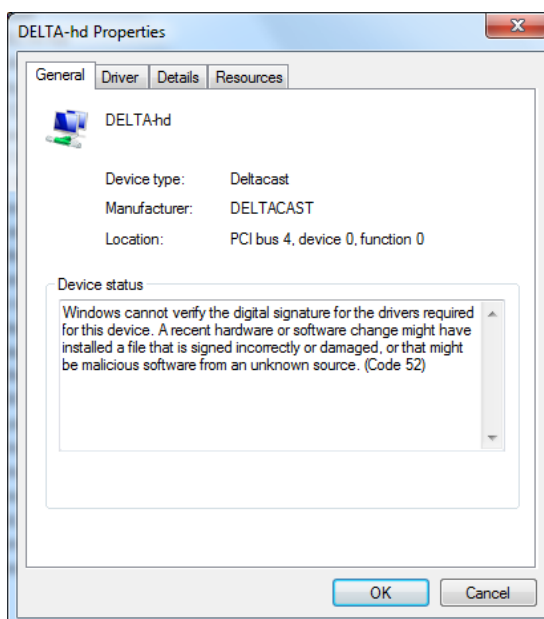 DELTA-hd Properties
General Driver Details Resources
DELTA-hd
Device type: Deltacast
Manufacturer: DELTACAST
Location: PCI bus 4, device 0, function 0
Device status
Windows cannot verify the digital signature for the drivers required
for this device. A recent hardware or software change might have
installed a file that is signed incorrectly or damaged, or that might
be malicious software from an unknown source. (Code 52)
OK Cancel